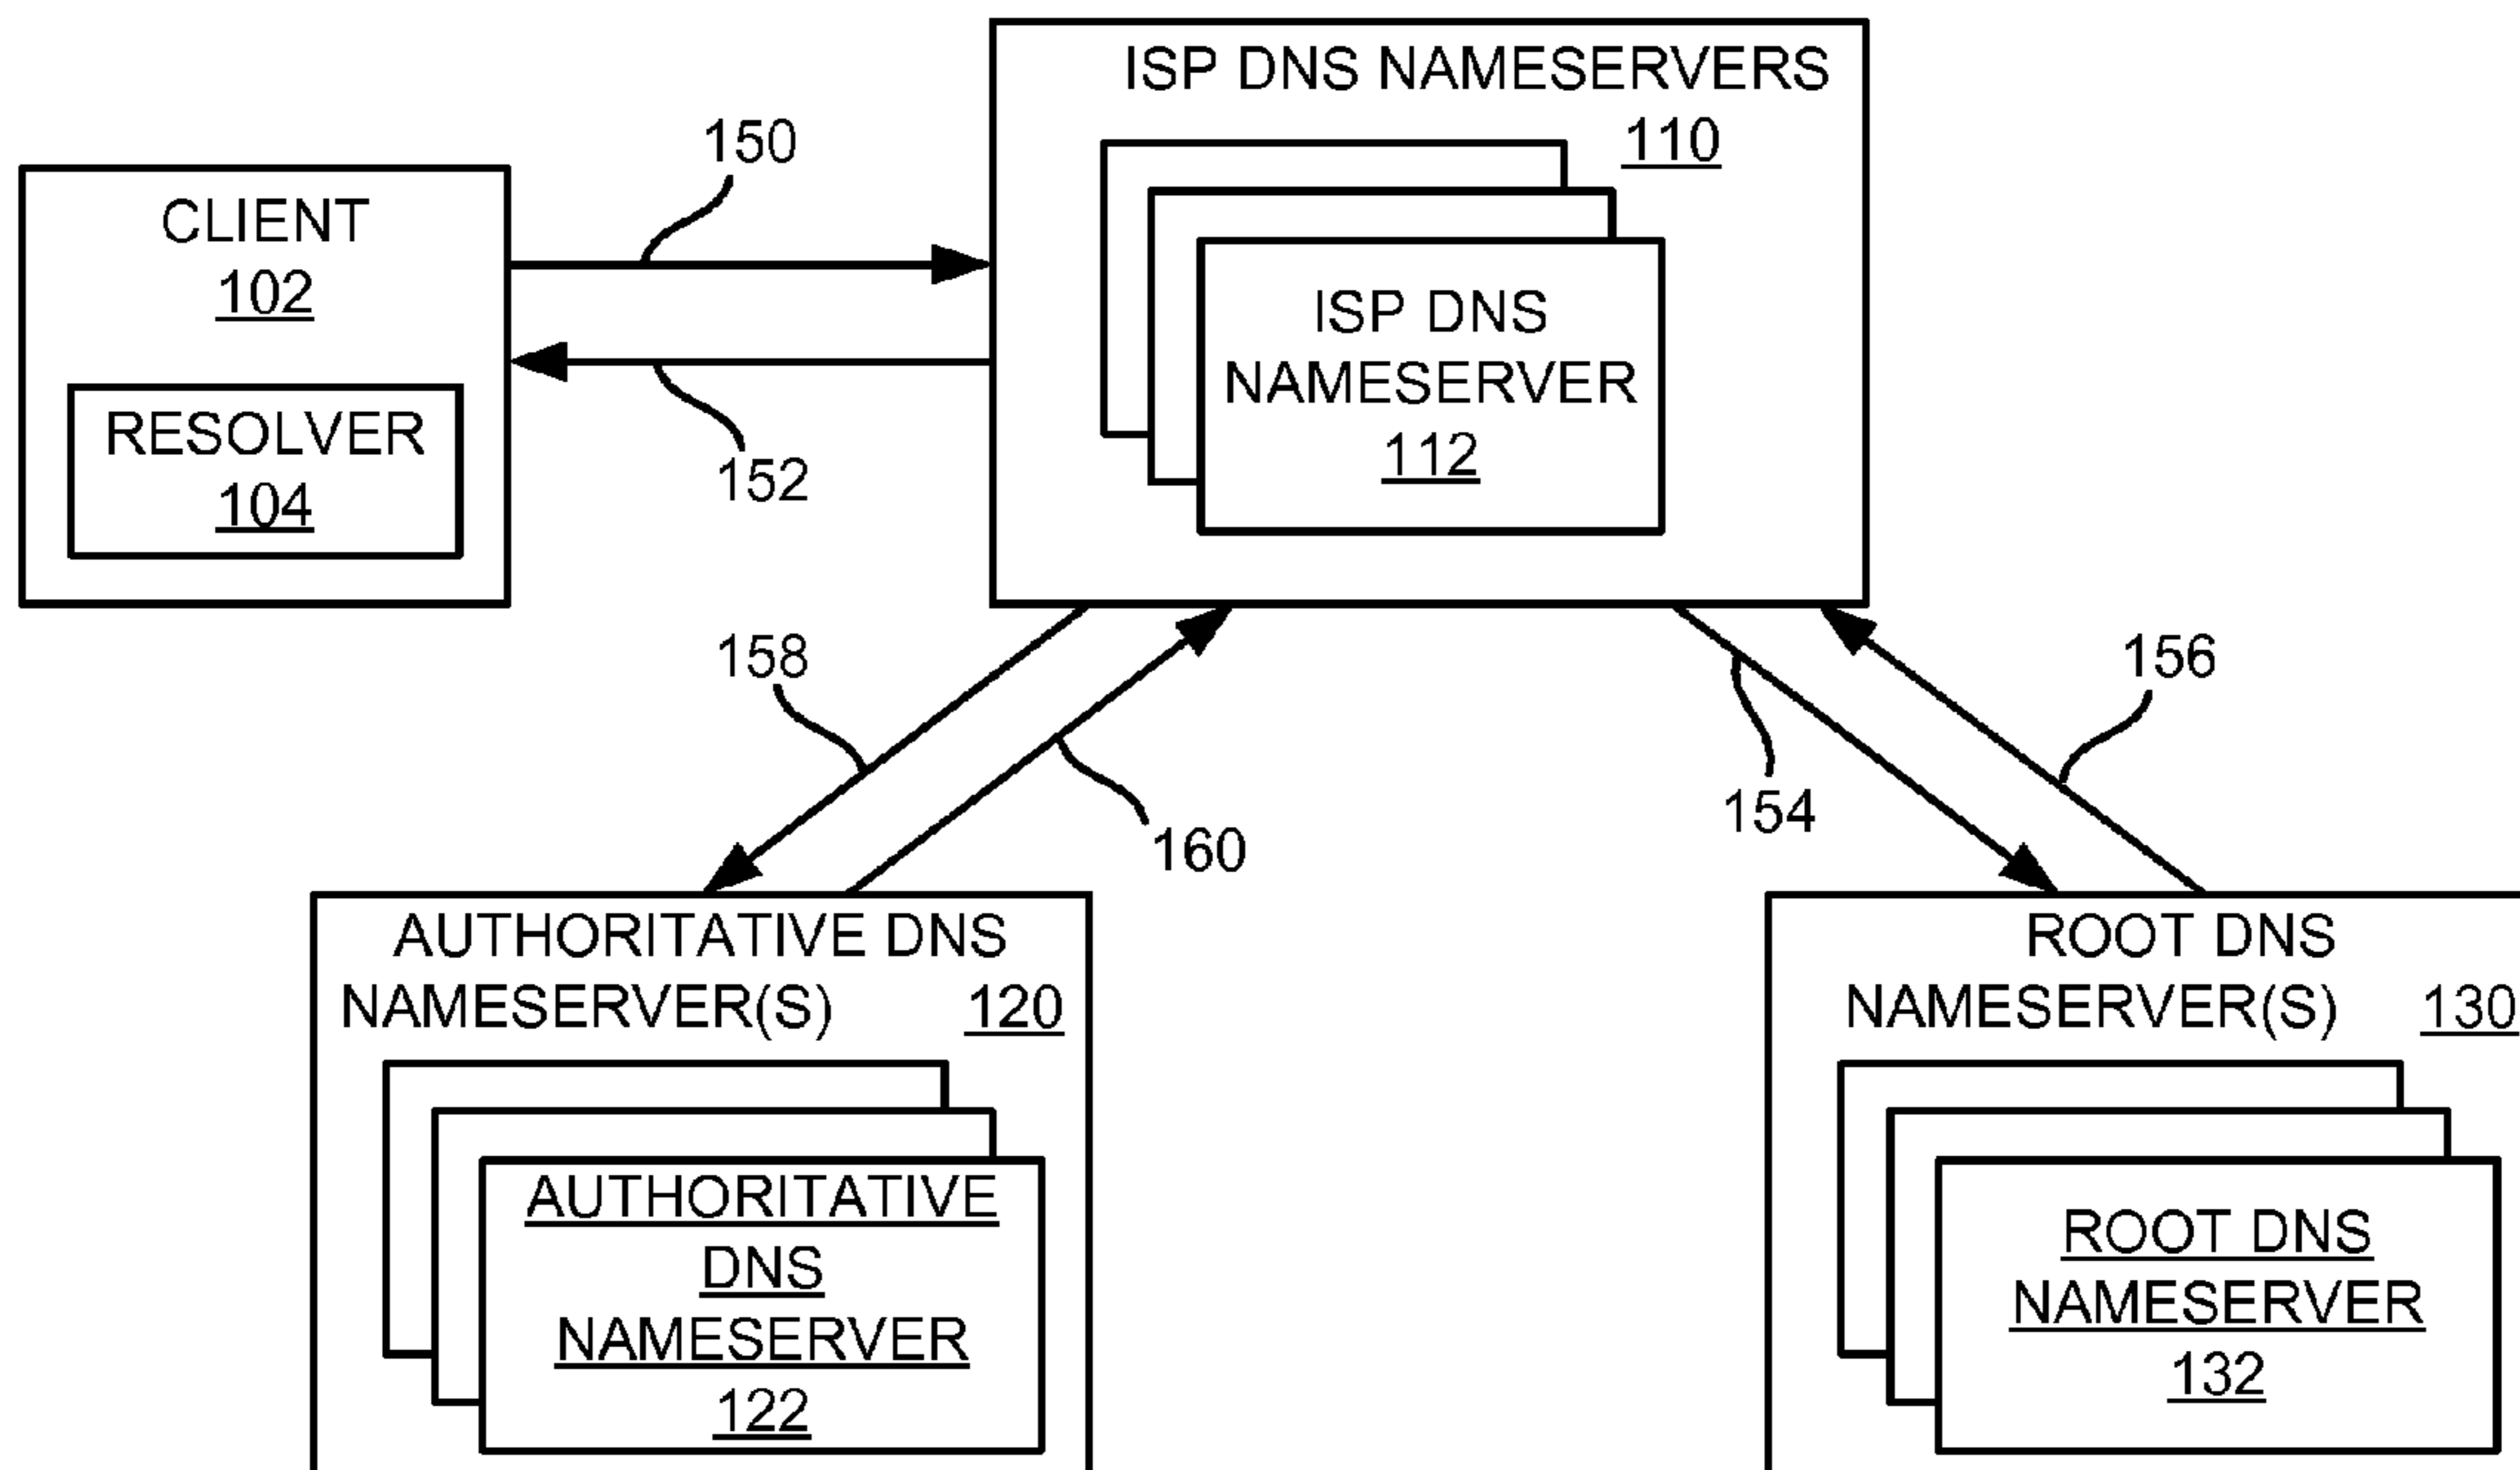 ISP DNS NAMESERVERS
110
150
CLIENT
102
ISP DNS
NAMESERVER
112
RESOLVER
104
152
158
156
154
160
AUTHORITATIVE DNS
NAMESERVER(S) 120
ROOT DNS
NAMESERVER(S) 130
AUTHORITATIVE
DNS
NAMESERVER
122
ROOT DNS
NAMESERVER
132